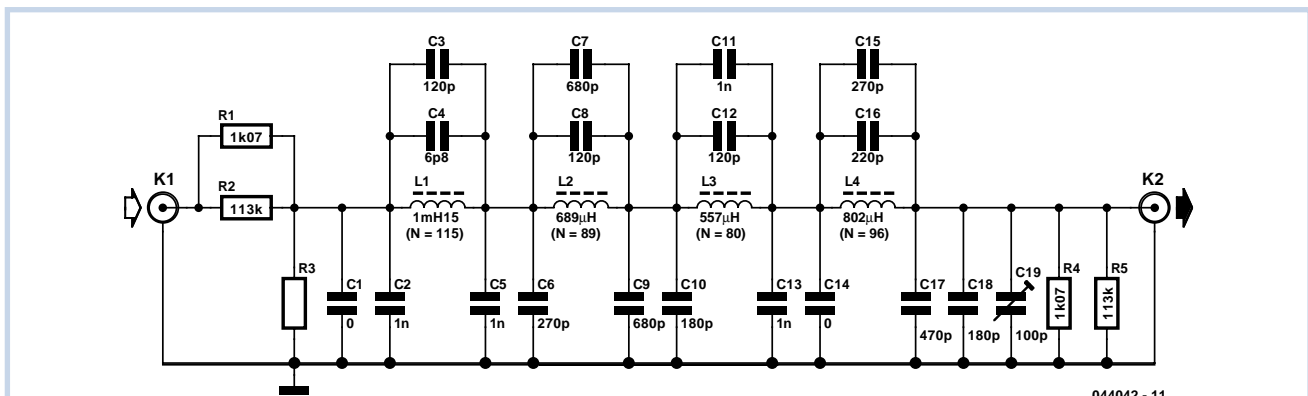 C3
120p
C7
680p
C11
1n
C15
270p
R1
1k07
C4
6p8
C8
120p
C12
120p
C16
220p
K1
R2
113k
L1
1mH15
(N = 115)
L2
689µH
(N = 89)
L3
557µH
(N = 80)
L4
802µH
(N = 96)
K2
R3
C1
0
C2
1n
C5
1n
C6
270p
C9
680p
C10
180p
C13
1n
C14
0
C17
470p
C18
180p
C19
100p
R4
1k07
R5
113k
044042 - 11